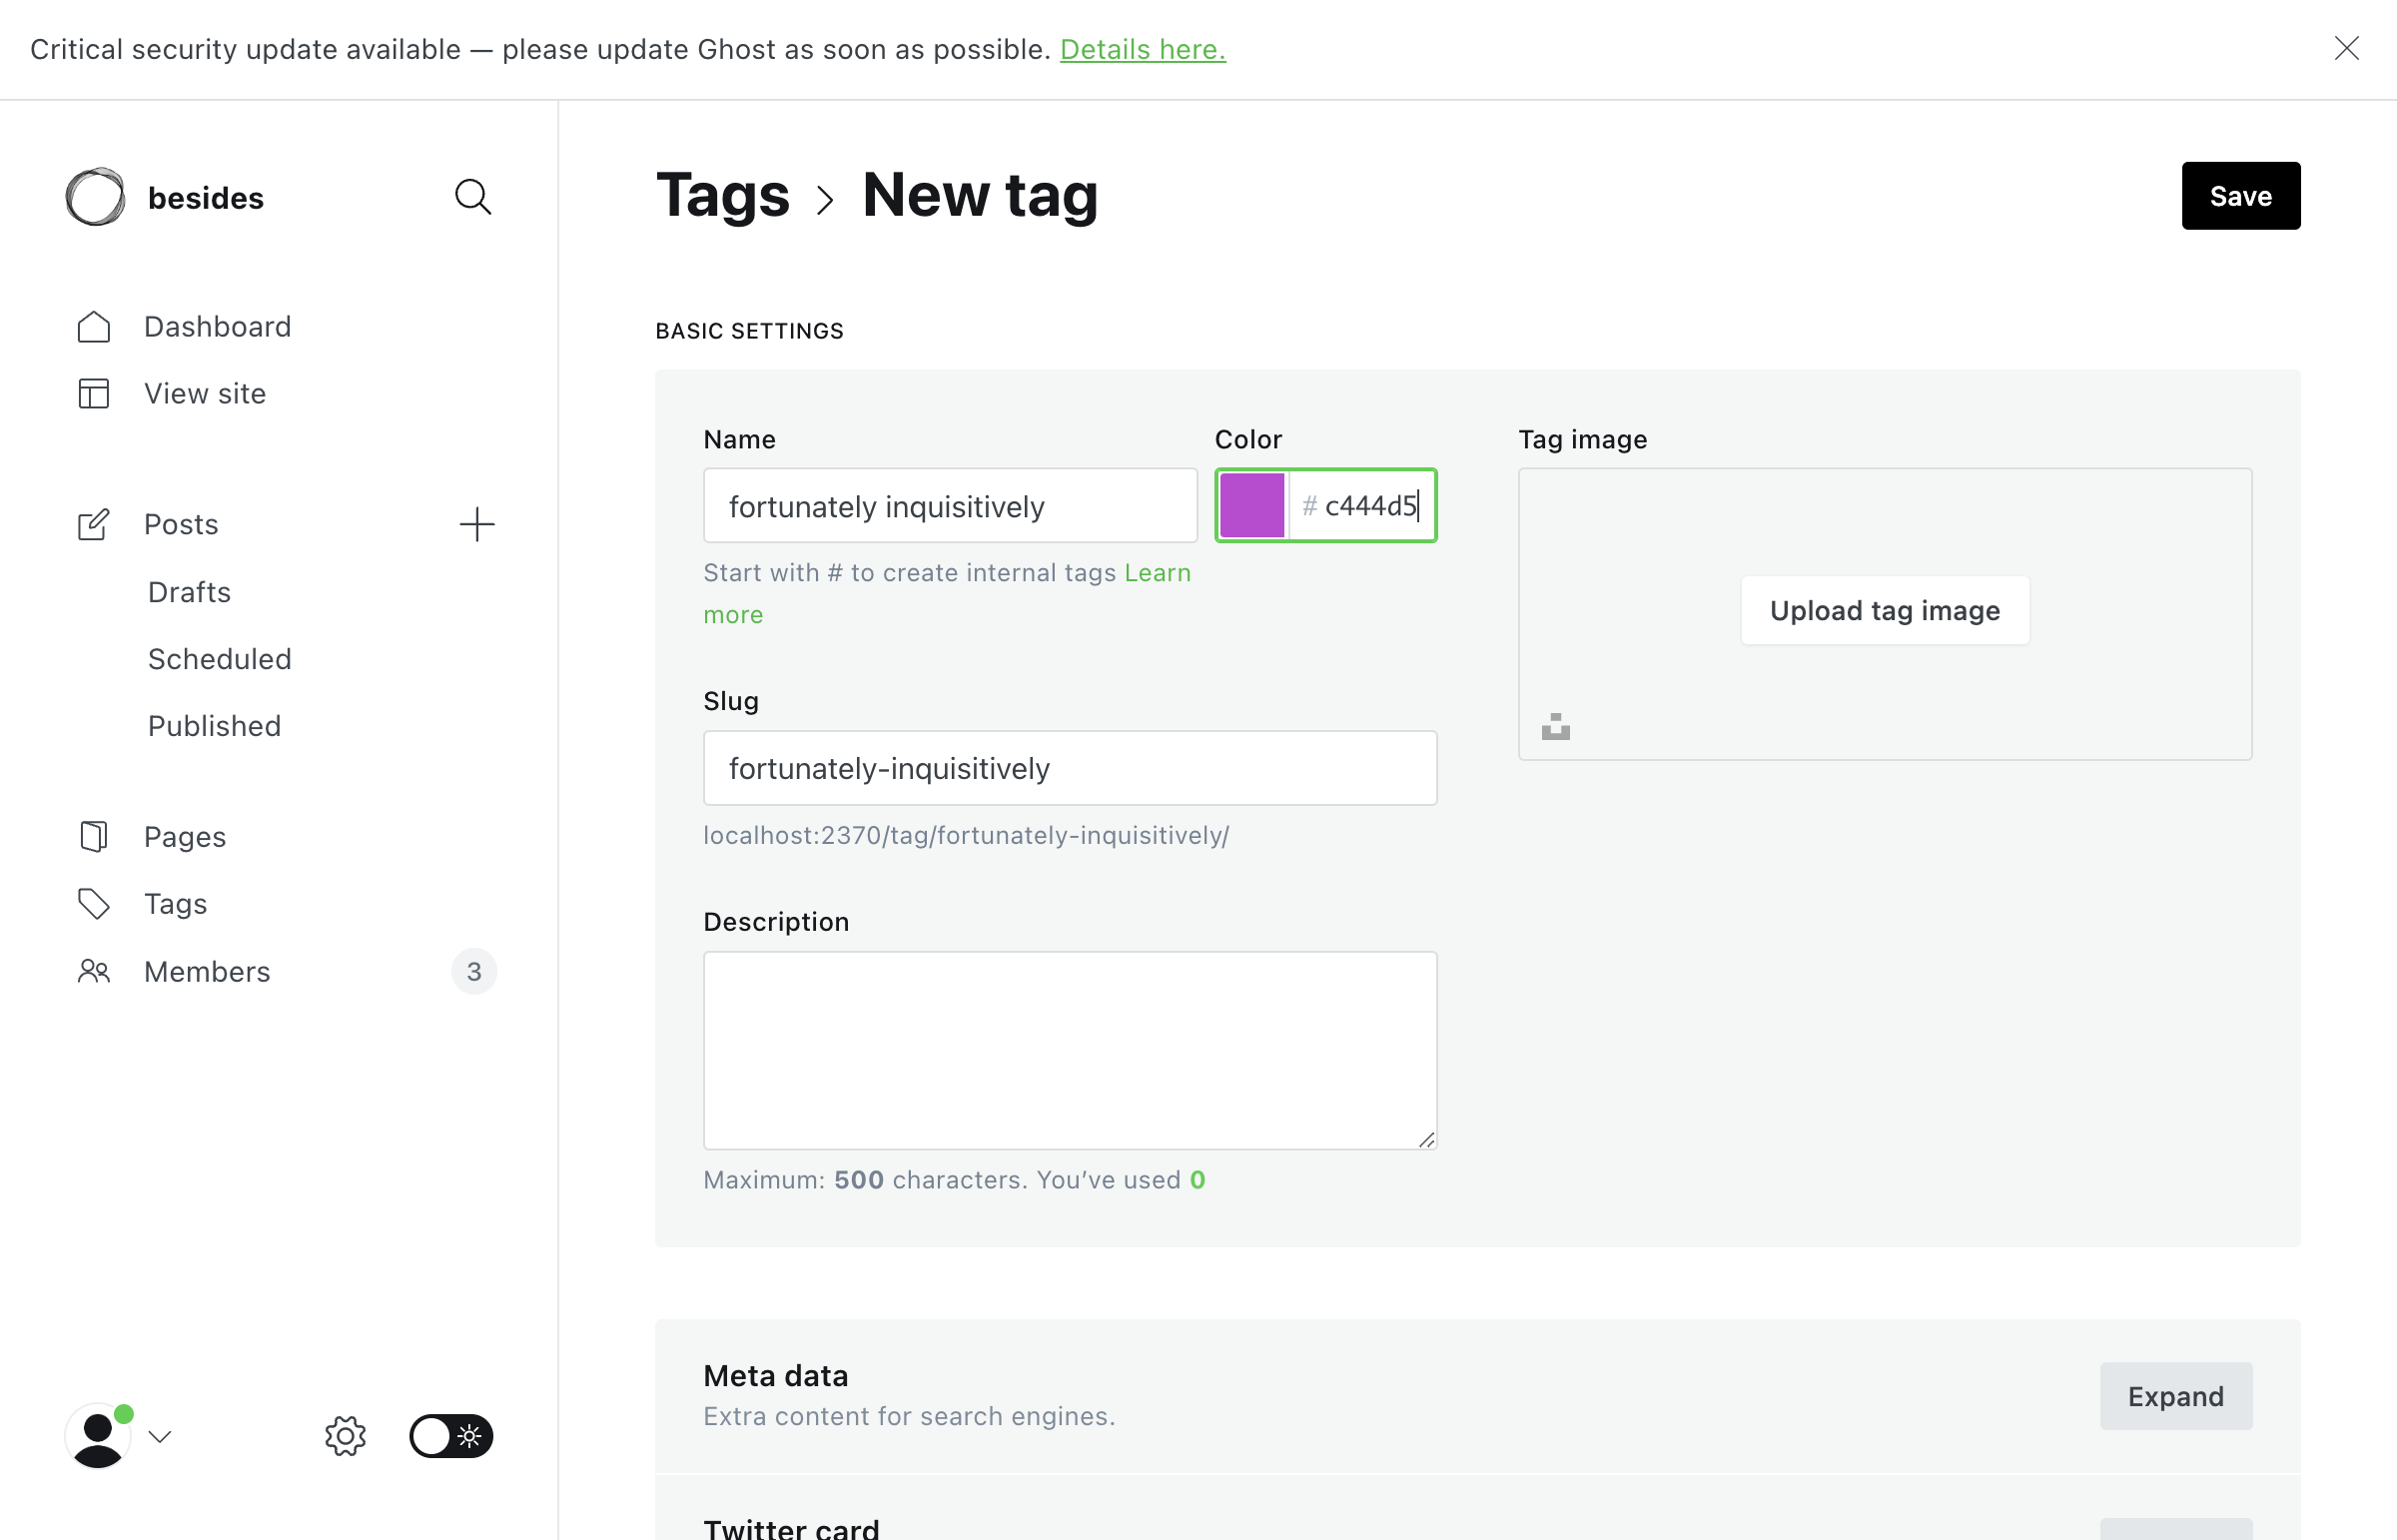 Critical security update available — please update Ghost as soon as possible. Details here.
besides
Dashboard
View site
Posts
Drafts
Scheduled
Published
Pages
Tags
Members 3
Tags > New tag
Save
BASIC SETTINGS
Name
fortunately inquisitively
Start with # to create internal tags Learn
more
Color
# c444d5
Slug
fortunately-inquisitively
localhost:2370/tag/fortunately-inquisitively/
Description
Maximum: 500 characters. You’ve used 0
Tag image
Upload tag image
Meta data
Extra content for search engines.
Expand
Twitter card